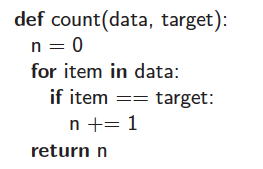 def count(data, target):
    n = 0
    for item in data:
        if item == target:
            n += 1
    return n